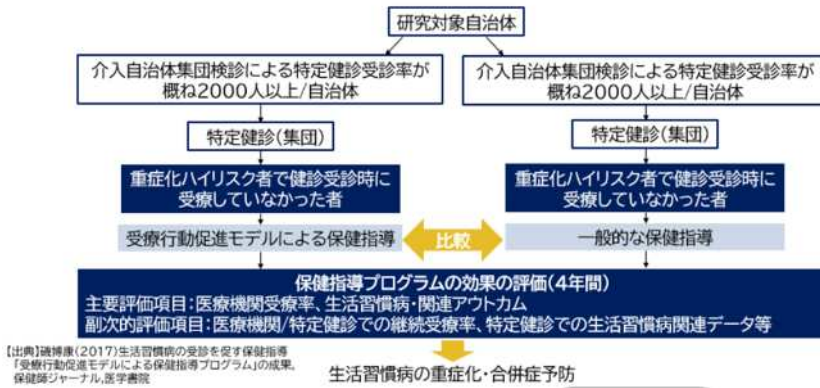 研究対象自治体
介入自治体集団検診による特定健診受診率が
概ね2000人以上/自治体
介入自治体集団検診による特定健診受診率が
概ね2000人以上/自治体
特定健診(集団)
特定健診(集団)
重症化ハイリスク者で健診受診時に
受療していなかった者
重症化ハイリスク者で健診受診時に
受療していなかった者
受療行動促進モデルによる保健指導
比較
一般的な保健指導
保健指導プログラムの効果の評価(4年間)
主要評価項目:医療機関受療率、生活習慣病・関連アウトカム
副次的評価項目:医療機関/特定健診での継続受療率、特定健診での生活習慣病関連データ等
【出典】磯博康(2017)生活習慣病の受診を促す保健指導
「受療行動促進モデルによる保健指導プログラム」の成果,
保健師ジャーナル,医学書院
生活習慣病の重症化・合併症予防